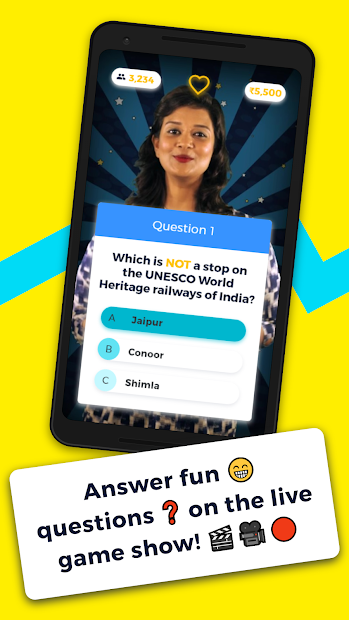 3,234
₹5,500
Question 1
Which is NOT a stop on
the UNESCO World
Heritage railways of India?
A Jaipur
B Conoor
C Shimla
Answer fun 😁
questions ❓ on the live
game show! 🎬 🎥 🔴